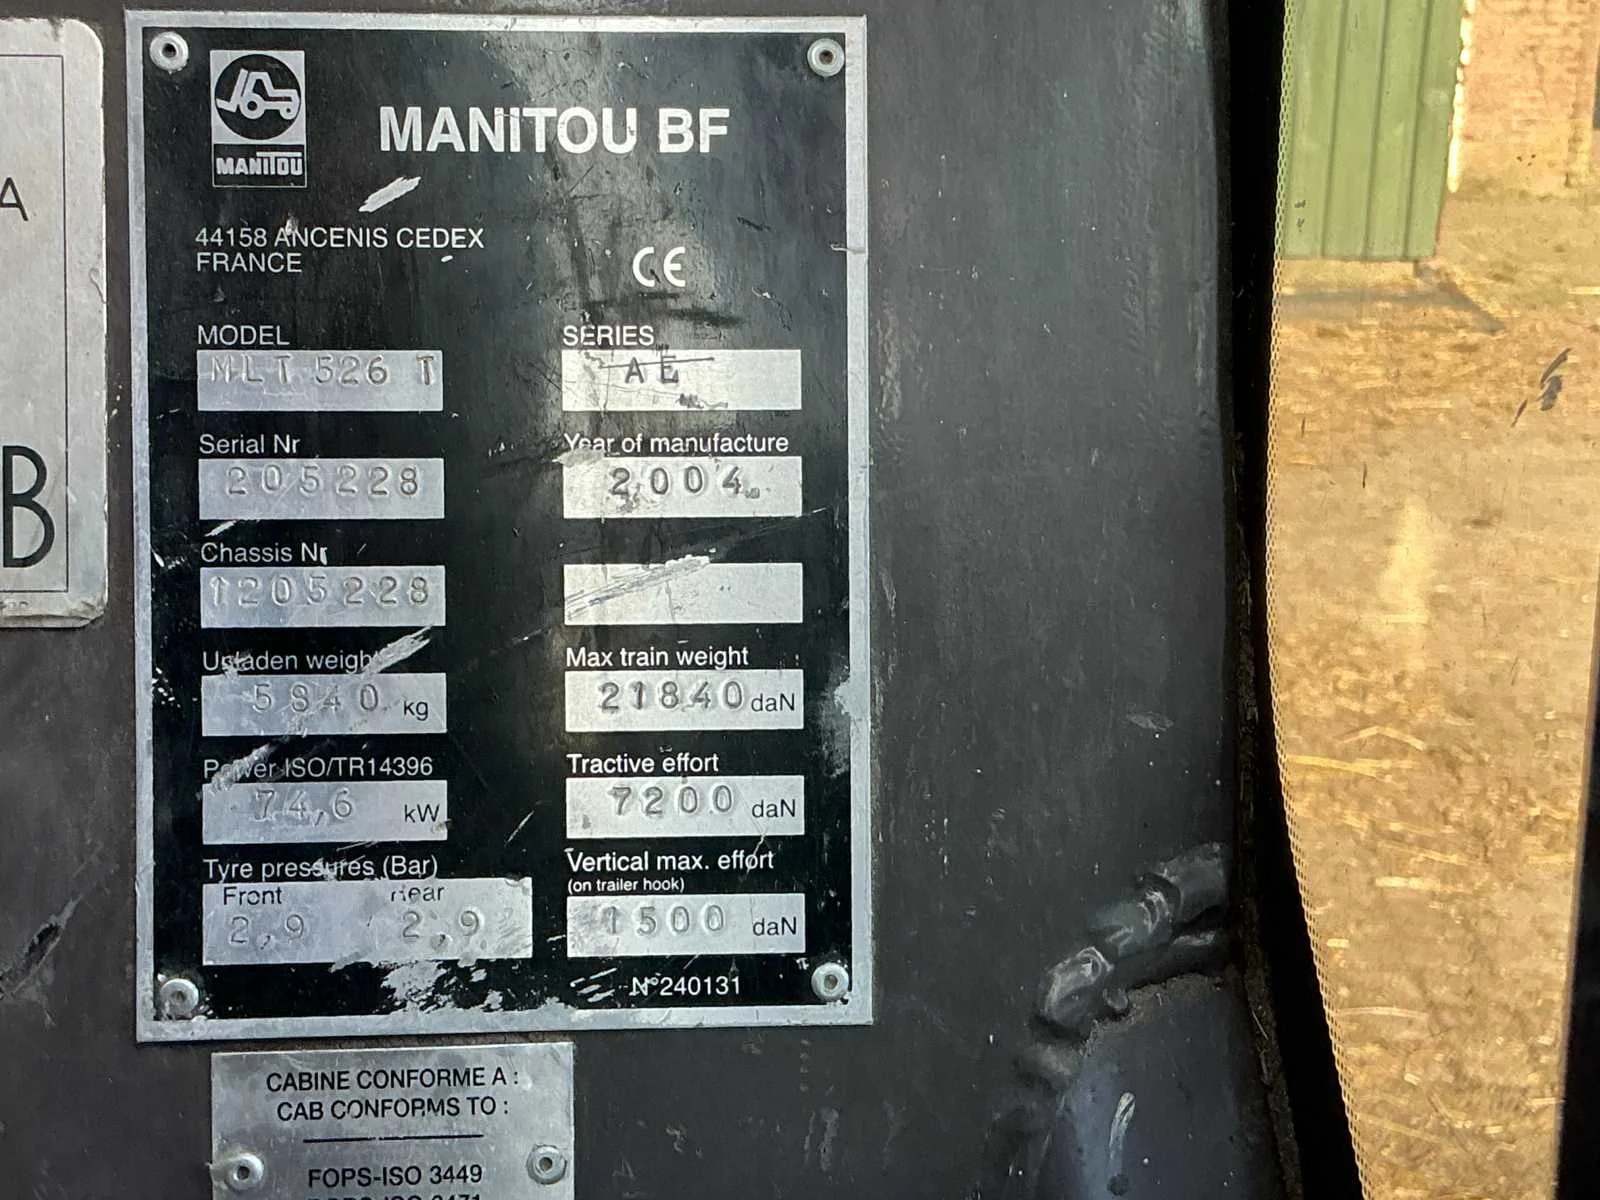 A
B
MANITOU
MANITOU BF
44158 ANCENIS CEDEX
FRANCE
CE
MODEL
MLT 526 T
SERIES
AE
Serial Nr
205228
Year of manufacture
2004
Chassis Nr
1205228
Unladen weight
5840 kg
Max train weight
21840 daN
Power ISO/TR14396
74,6 kW
Tractive effort
7200 daN
Tyre pressures (Bar)
Front Rear
2,9 2,9
Vertical max. effort
(on trailer hook)
1500 daN
N°240131
CABINE CONFORME A :
CAB CONFORMS TO :
FOPS-ISO 3449